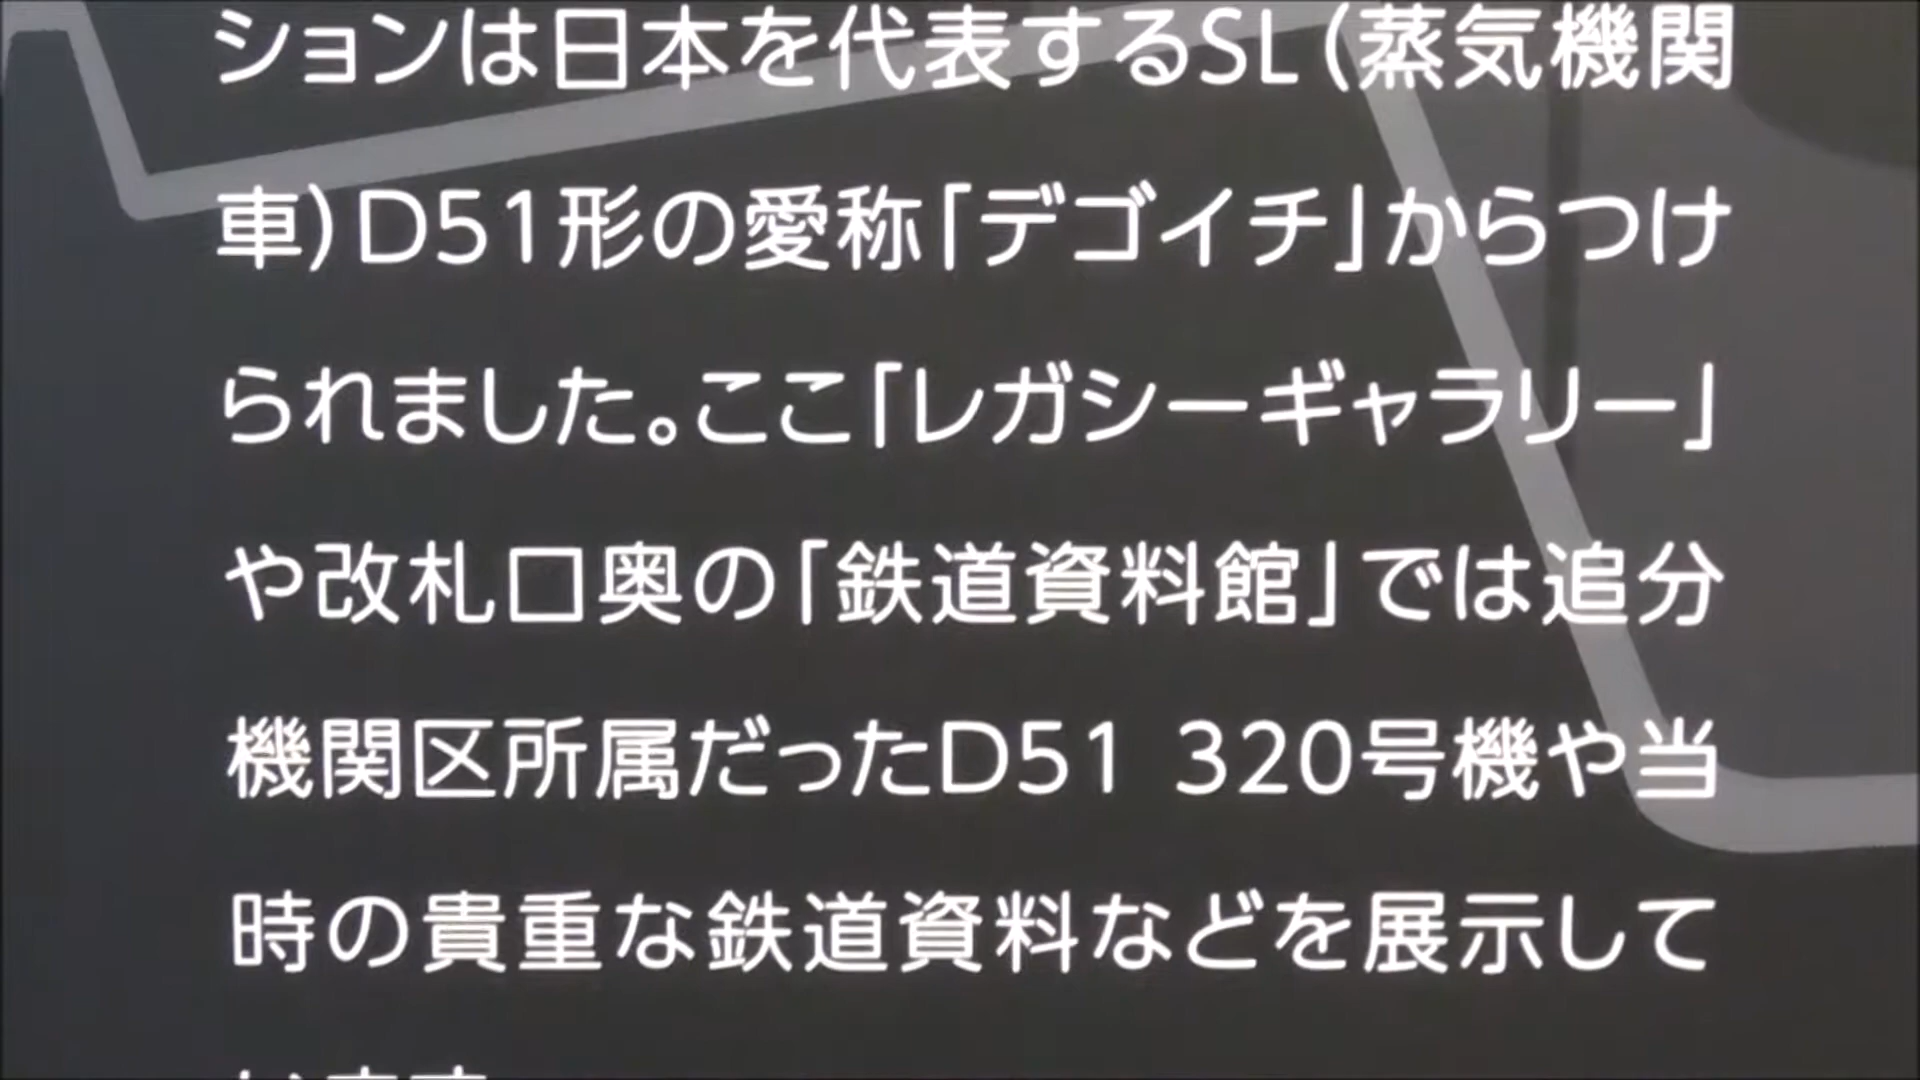 ションは日本を代表するSL(蒸気機関
車)D51形の愛称「デゴイチ」からつけ
られました。ここ「レガシーギャラリー」
や改札口奥の「鉄道資料館」では追分
機関区所属だったD51 320号機や当
時の貴重な鉄道資料などを展示して